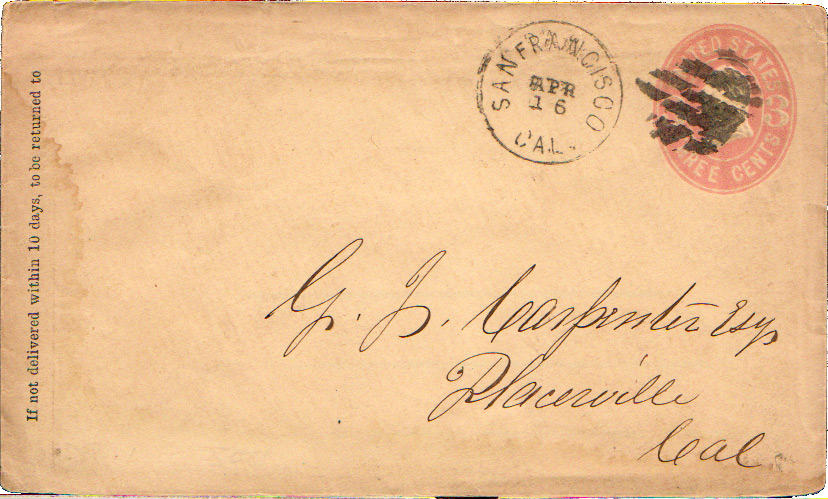 If not delivered within 10 days, to be returned to
SAN FRANCISCO
APR
16
CAL.
UNITED STATES
THREE CENTS
3
G. J. Carpenter Esq
Placerville
Cal